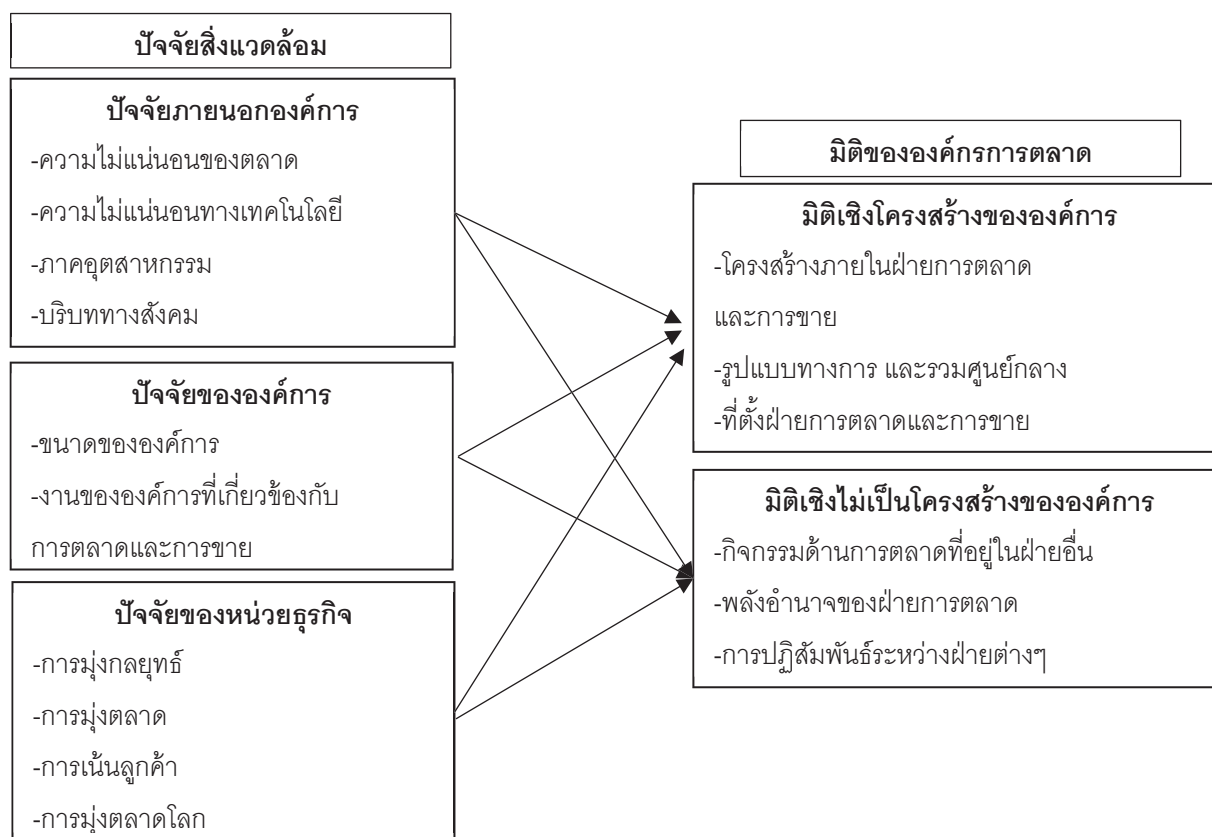 ปัจจัยสิ่งแวดล้อม
ปัจจัยภายนอกองค์การ
-ความไม่แน่นอนของตลาด
-ความไม่แน่นอนทางเทคโนโลยี
-ภาคอุตสาหกรรม
-บริบททางสังคม
ปัจจัยขององค์การ
-ขนาดขององค์การ
-งานขององค์การที่เกี่ยวข้องกับ
การตลาดและการขาย
ปัจจัยของหน่วยธุรกิจ
-การมุ่งกลยุทธ์
-การมุ่งตลาด
-การเน้นลูกค้า
-การมุ่งตลาดโลก
มิติขององค์กรการตลาด
มิติเชิงโครงสร้างขององค์การ
-โครงสร้างภายในฝ่ายการตลาด
และการขาย
-รูปแบบทางการ และรวมศูนย์กลาง
-ที่ตั้งฝ่ายการตลาดและการขาย
มิติเชิงไม่เป็นโครงสร้างขององค์การ
-กิจกรรมด้านการตลาดที่อยู่ในฝ่ายอื่น
-พลังอำนาจของฝ่ายการตลาด
-การปฏิสัมพันธ์ระหว่างฝ่ายต่างๆ